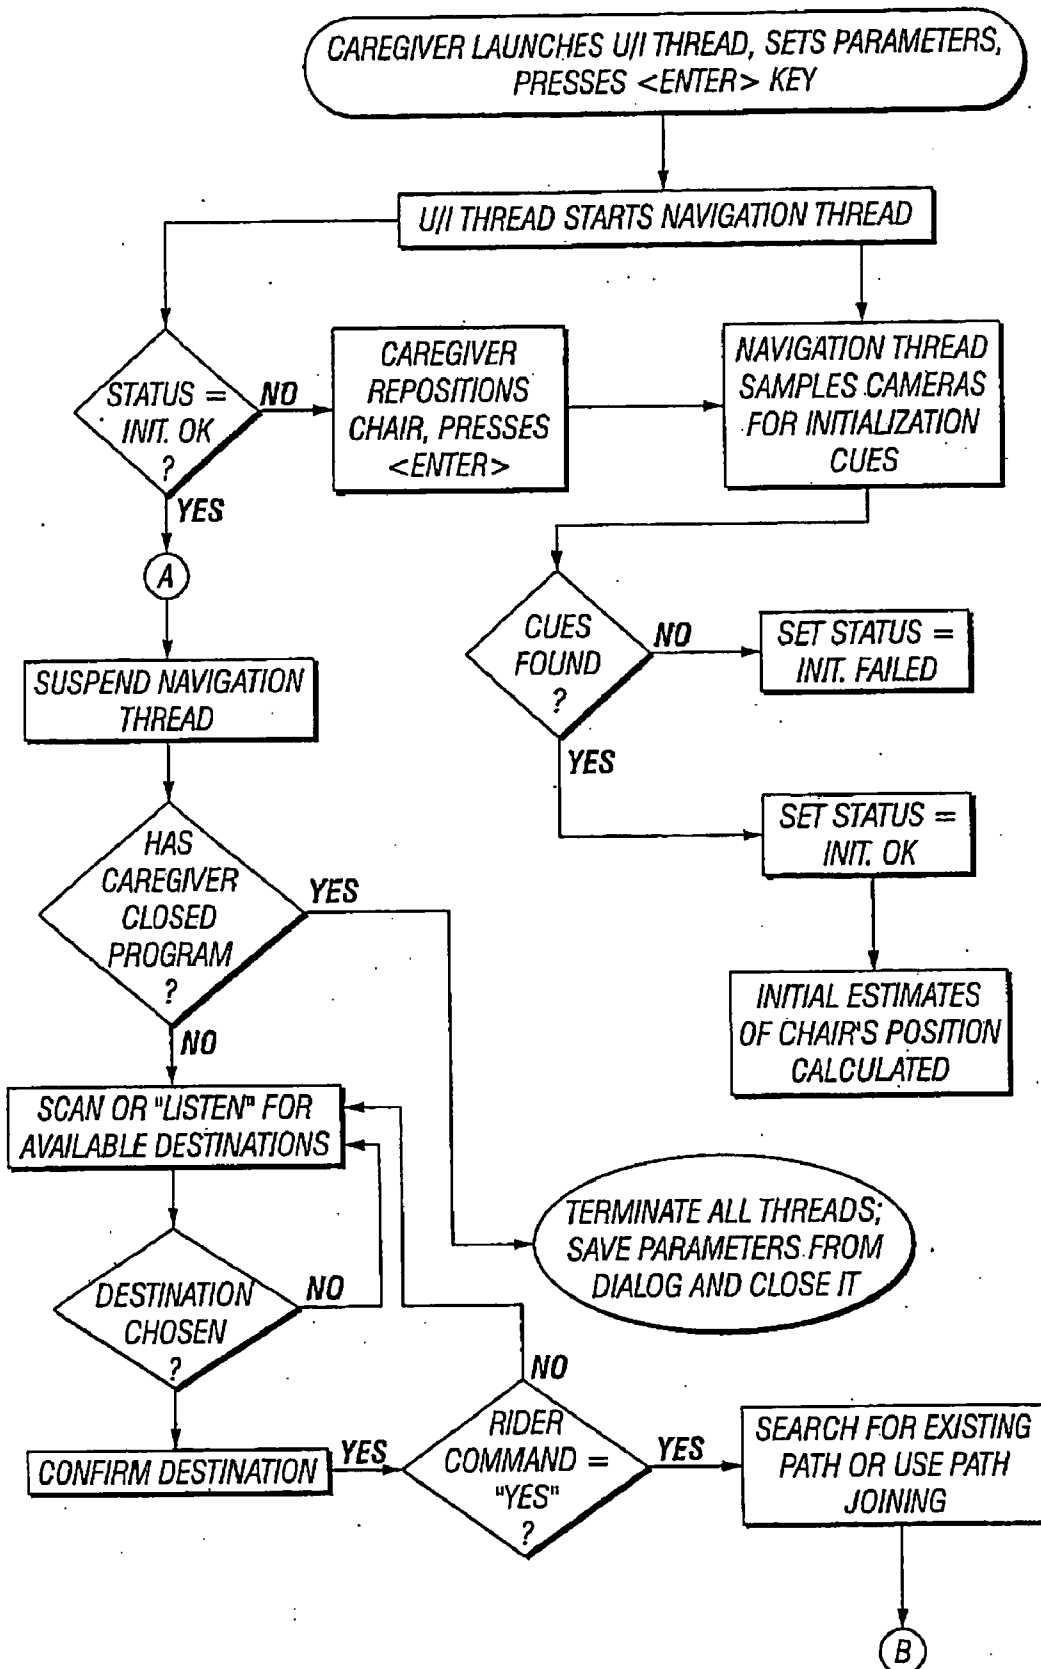 CAREGIVER LAUNCHES U/I THREAD, SETS PARAMETERS,
PRESSES <ENTER> KEY
U/I THREAD STARTS NAVIGATION THREAD
STATUS =
INIT. OK
?
NO
YES
CAREGIVER
REPOSITIONS
CHAIR, PRESSES
<ENTER>
NAVIGATION THREAD
SAMPLES CAMERAS
FOR INITIALIZATION
CUES
A
CUES
FOUND
?
NO
YES
SET STATUS =
INIT. FAILED
SUSPEND NAVIGATION
THREAD
SET STATUS =
INIT. OK
HAS
CAREGIVER
CLOSED
PROGRAM
?
YES
NO
INITIAL ESTIMATES
OF CHAIR'S POSITION
CALCULATED
SCAN OR "LISTEN" FOR
AVAILABLE DESTINATIONS
TERMINATE ALL THREADS;
SAVE PARAMETERS FROM
DIALOG AND CLOSE IT
DESTINATION
CHOSEN
?
NO
CONFIRM DESTINATION
YES
RIDER
COMMAND =
"YES"
?
NO
YES
SEARCH FOR EXISTING
PATH OR USE PATH
JOINING
B